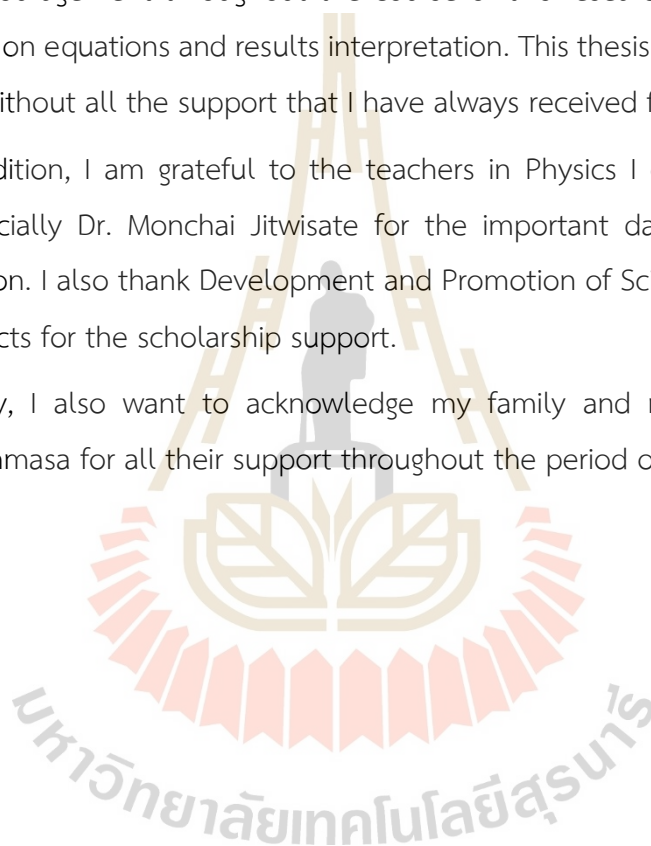 on equations and results interpretation. This thesis
ithout all the support that I have always received
dition, I am grateful to the teachers in Physics I
cially Dr. Monchai Jitwisate for the important da
on. I also thank Development and Promotion of Sci
cts for the scholarship support.
y, I also want to acknowledge my family and
masa for all their support throughout the period o
มหาวิทยาลัยเทคโนโลยีสุรนารี